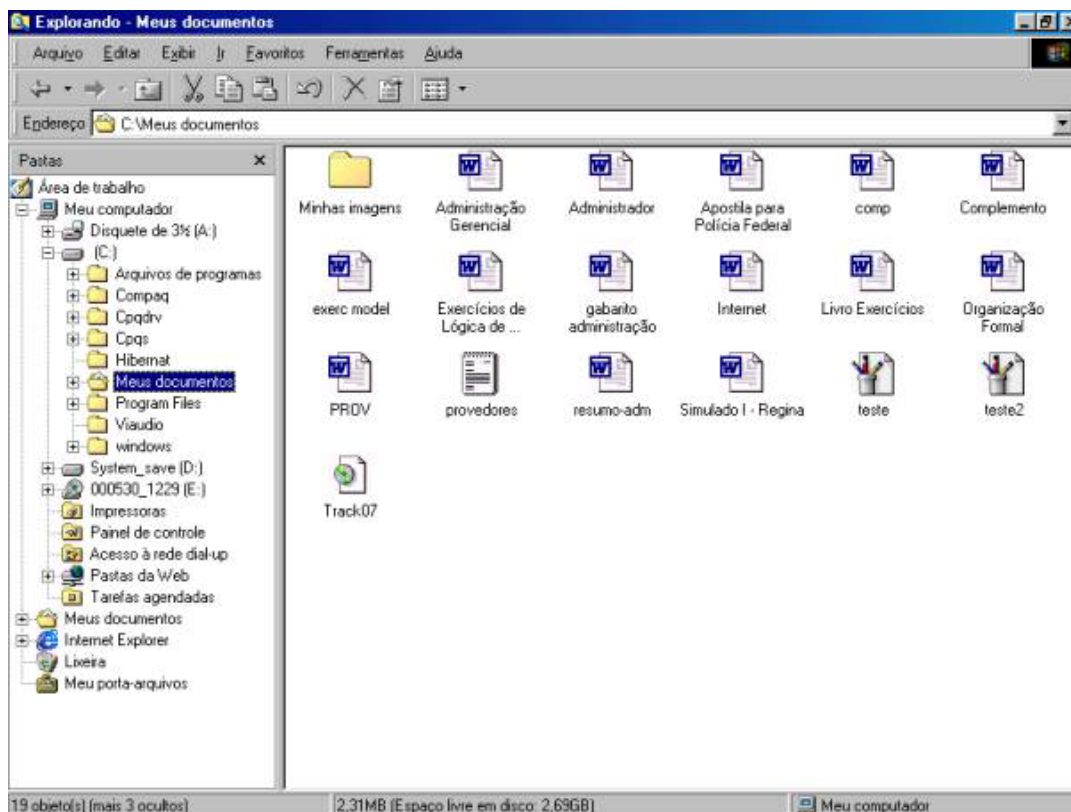 Explorando - Meus documentos
Arquivo Editar Exibir Ir Favoritos Ferramentas Ajuda
Endereço C:\Meus documentos
Pastas
Área de trabalho
Meu computador
Disquete de 3½ (A:)
(C:)
Arquivos de programas
Compaq
Cpqdrv
Cpqs
Hibernat
Meus documentos
Program Files
Viaudio
windows
System_save (D:)
000530_1229 (E:)
Impressoras
Painel de controle
Acesso à rede dial-up
Pastas da Web
Tarefas agendadas
Meus documentos
Internet Explorer
Lixeira
Meu porta-arquivos
Minhas imagens
Administração
Gerencial
Administrador
Apostila para
Polícia Federal
comp
Complemento
exerc model
Exercícios de
Lógica de ...
gabarito
administração
Internet
Livro Exercícios
Organização
Formal
PROV
provedores
resumo-adm
Simulado I - Regina
teste
teste2
Track07
19 objeto(s) (mais 3 ocultos) 2,31MB (Espaço livre em disco: 2,69GB) Meu computador